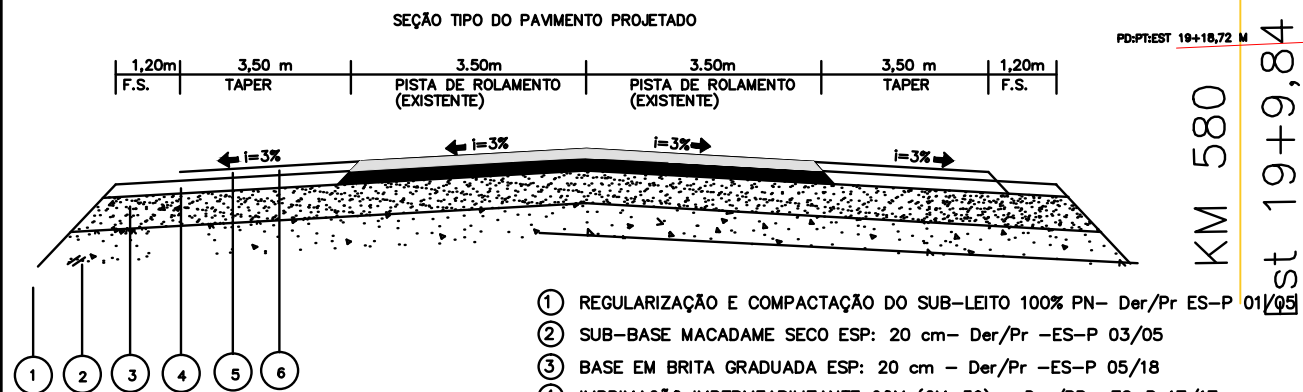 SEÇÃO TIPO DO PAVIMENTO PROJETADO
PD:PT:EST 19+18,72 M
1,20m 3,50 m 3.50m 3.50m 3,50 m 1,20m
F.S. TAPER PISTA DE ROLAMENTO PISTA DE ROLAMENTO TAPER F.S.
(EXISTENTE) (EXISTENTE)
i=3% i=3% i=3% i=3%
KM 580
Est 19+9,84
1 REGULARIZAÇÃO E COMPACTAÇÃO DO SUB-LEITO 100% PN- Der/Pr ES-P 01/05
2 SUB-BASE MACADAME SECO ESP: 20 cm- Der/Pr -ES-P 03/05
3 BASE EM BRITA GRADUADA ESP: 20 cm - Der/Pr -ES-P 05/18
1 2 3 4 5 6